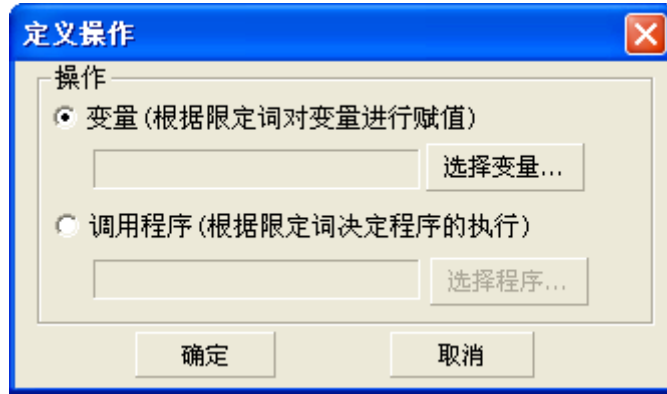 定义操作
操作
变量(根据限定词对变量进行赋值)
选择变量...
调用程序(根据限定词决定程序的执行)
选择程序...
确定 取消